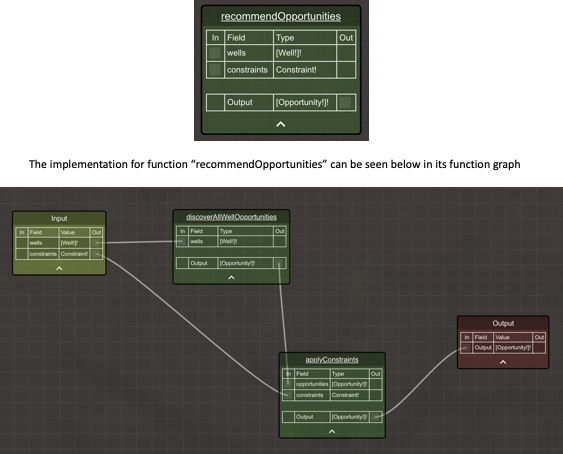 recommendOpportunities
In Field Type Out
wells [Well!]!
constraints Constraint!
Output [Opportunity!]!
The implementation for function “recommendOpportunities” can be seen below in its function graph
Input
In Field Value Out
wells [Well!]!
constraints Constraint!
discoverAllWellOpportunities
In Field Type Out
wells [Well!]!
Output [Opportunity!]!
applyConstraints
In Field Type Out
opportunities [Opportunity!]!
constraints Constraint!
Output [Opportunity!]!
Output
In Field Value Out
Output [Opportunity!]!